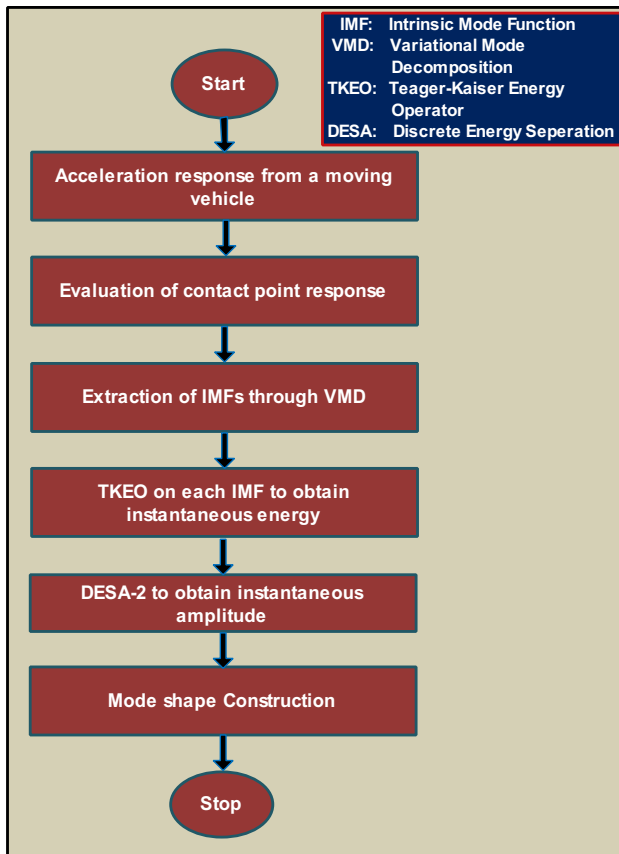 IMF: Intrinsic Mode Function
VMD: Variational Mode
Decomposition
TKEO: Teager-Kaiser Energy
Operator
DESA: Discrete Energy Seperation
Start
Acceleration response from a moving
vehicle
Evaluation of contact point response
Extraction of IMFs through VMD
TKEO on each IMF to obtain
instantaneous energy
DESA-2 to obtain instantaneous
amplitude
Mode shape Construction
Stop